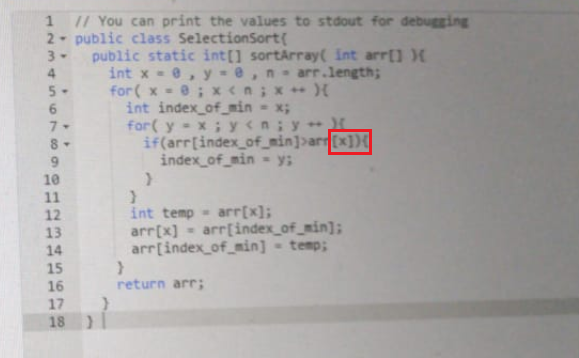 1 // You can print the values to stdout for debugging
2 public class SelectionSort{
3 public static int[] sortArray( int arr[] ){
4 int x = 0 , y = 0 , n = arr.length;
5 for( x = 0 ; x < n ; x ++ ){
6 int index_of_min = x;
7 for( y = x ; y < n ; y ++ ){
8 if(arr[index_of_min]>arr[x]){
9 index_of_min = y;
10 }
11 }
12 int temp = arr[x];
13 arr[x] = arr[index_of_min];
14 arr[index_of_min] = temp;
15 }
16 return arr;
17 }
18 }